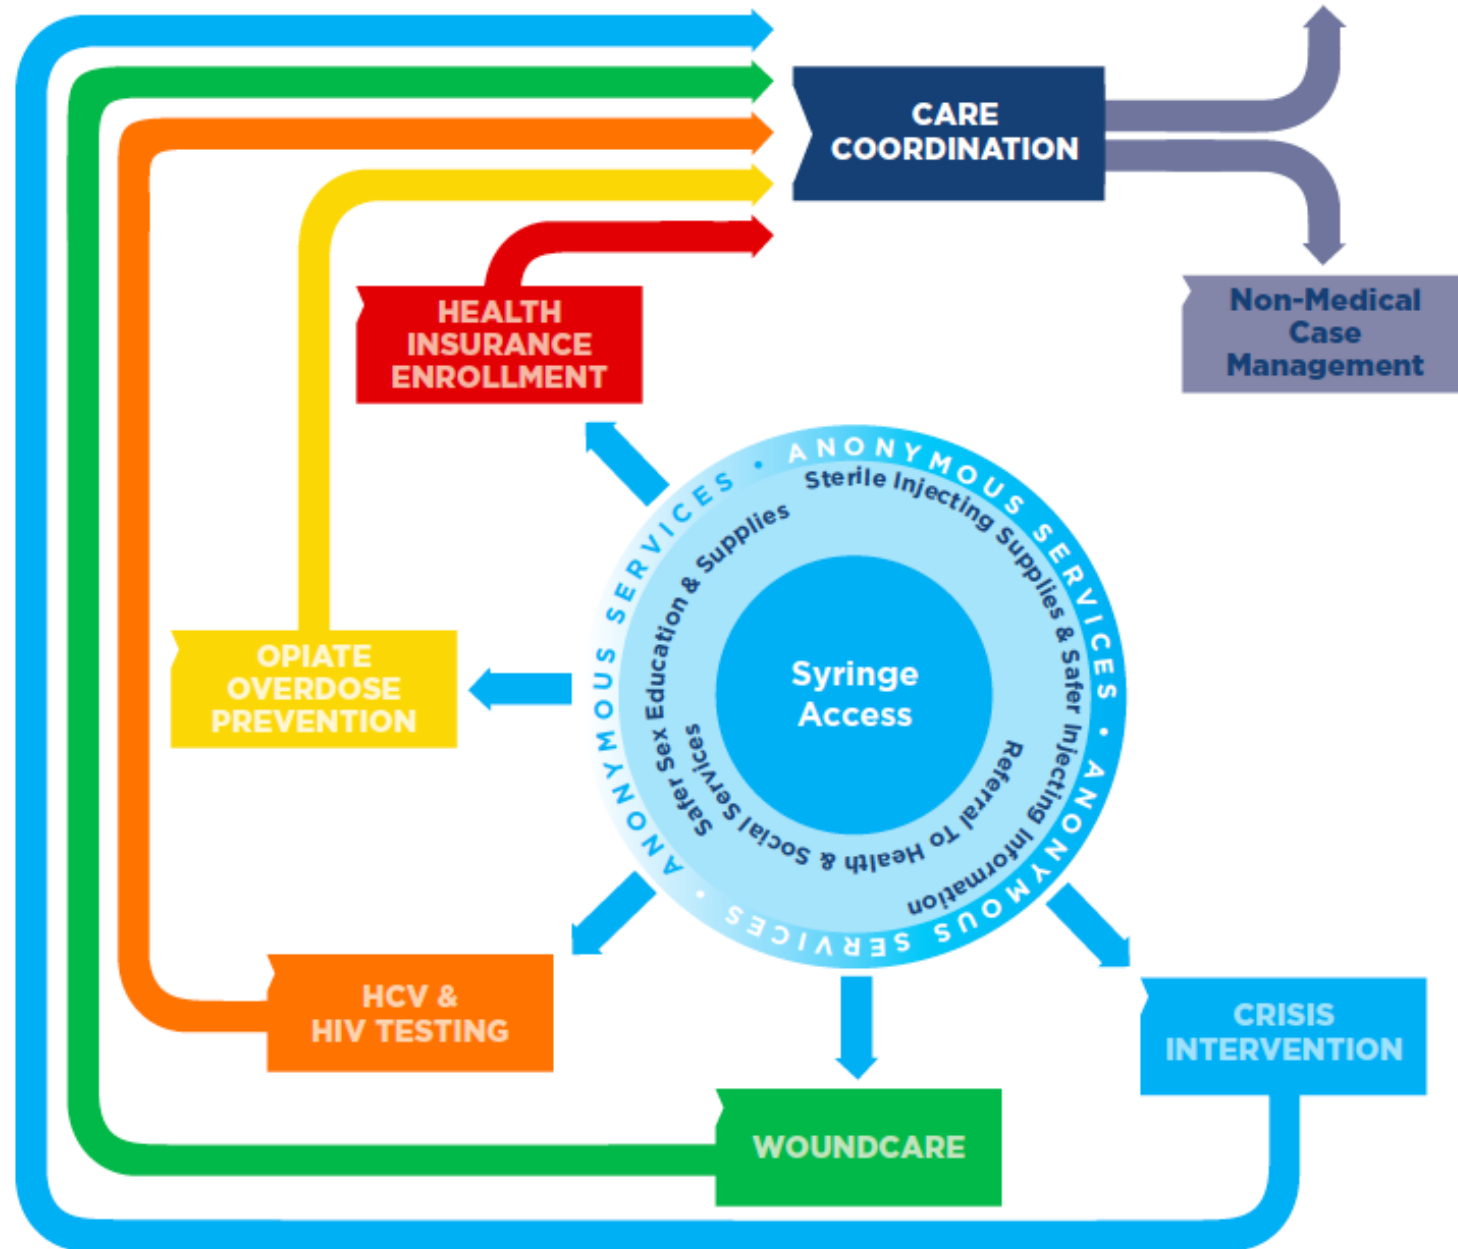 CARE
COORDINATION
HEALTH
INSURANCE
ENROLLMENT
Non-Medical
Case
Management
ANONYMOUS SERVICES • ANONYMOUS SERVICES • ANONYMOUS SERVICES •
Sterile Injecting Supplies & Safer Injecting Information
Safer Sex Education & Supplies
Referral To Health & Social Services
Syringe
Access
OPIATE
OVERDOSE
PREVENTION
HCV &
HIV TESTING
CRISIS
INTERVENTION
WOUNDCARE